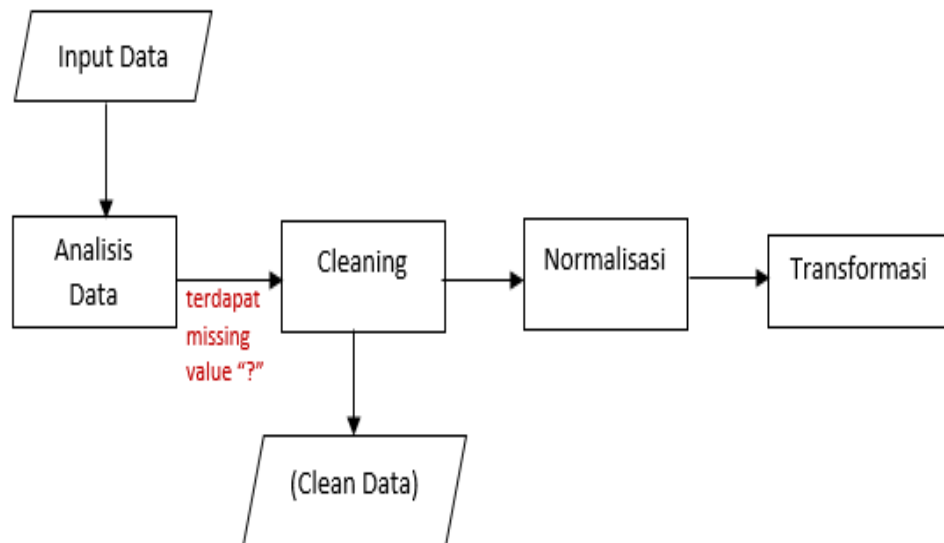 Input Data
Analisis
Data
terdapat
missing
value “?”
Cleaning
Normalisasi
Transformasi
(Clean Data)